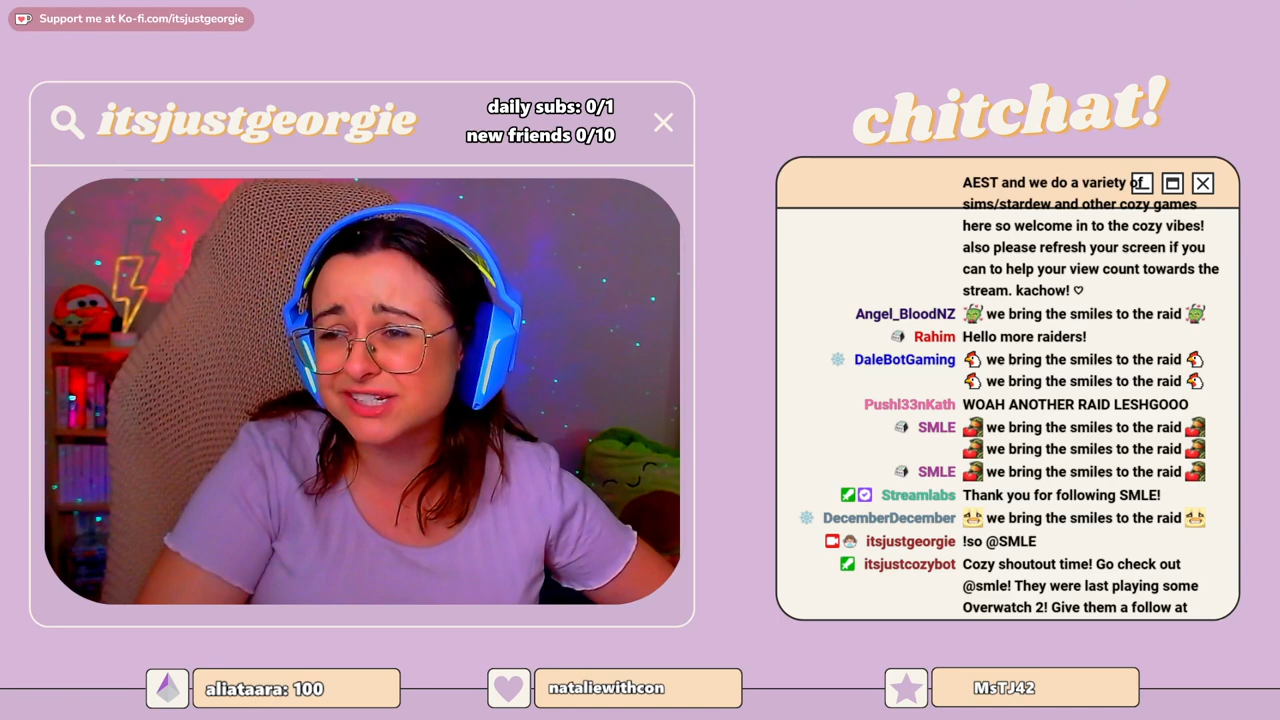 Support me at Ko-fi.com/itsjustgeorgie
itsjustgeorgie
daily subs: 0/1
new friends 0/10
chitchat!
AEST and we do a variety of
sims/stardew and other cozy games
here so welcome in to the cozy vibes!
also please refresh your screen if you
can to help your view count towards the
stream. kachow! ♡
Angel_BloodNZ we bring the smiles to the raid
Rahim Hello more raiders!
DaleBotGaming we bring the smiles to the raid
we bring the smiles to the raid
Pushl33nKath WOAH ANOTHER RAID LESHGOOO
SMLE we bring the smiles to the raid
we bring the smiles to the raid
SMLE we bring the smiles to the raid
Streamlabs Thank you for following SMLE!
DecemberDecember we bring the smiles to the raid
itsjustgeorgie !so @SMLE
itsjustcozybot Cozy shoutout time! Go check out
@smle! They were last playing some
Overwatch 2! Give them a follow at
aliataara: 100
nataliewithcon
MsTJ42